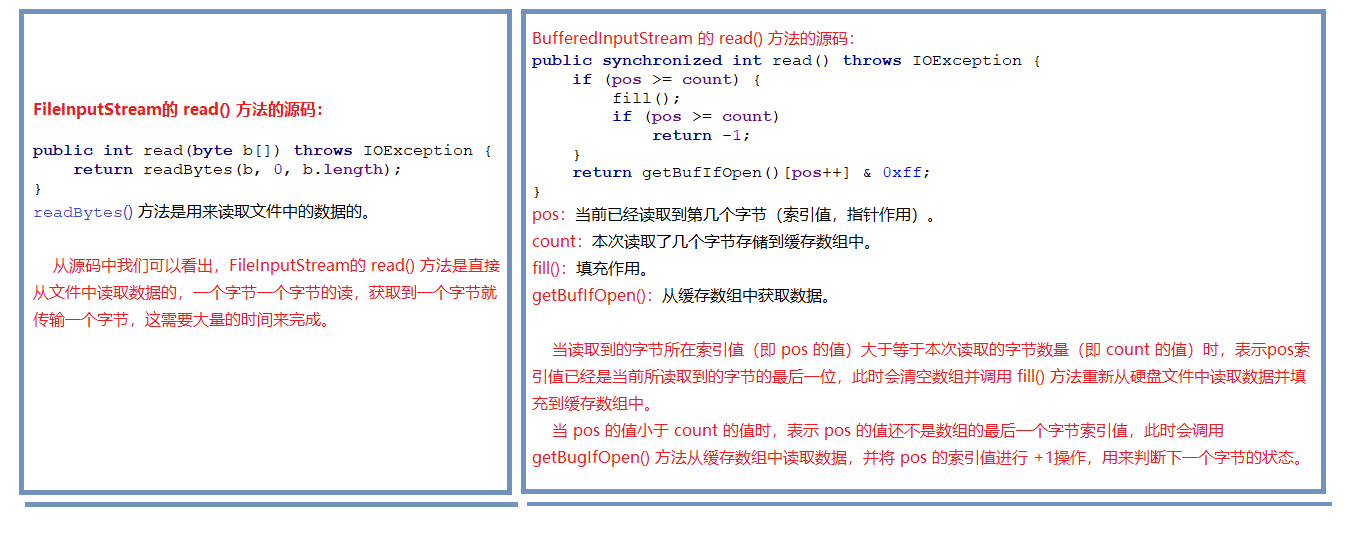 FileInputStream的 read() 方法的源码：
public int read(byte b[]) throws IOException {
    return readBytes(b, 0, b.length);
}
readBytes() 方法是用来读取文件中的数据的。
从源码中我们可以看出，FileInputStream的 read() 方法是直接
从文件中读取数据的，一个字节一个字节的读，获取到一个字节就
传输一个字节，这需要大量的时间来完成。
BufferedInputStream 的 read() 方法的源码：
public synchronized int read() throws IOException {
    if (pos >= count) {
        fill();
        if (pos >= count)
            return -1;
    }
    return getBufIfOpen()[pos++] & 0xff;
}
pos：当前已经读取到第几个字节（索引值，指针作用）。
count：本次读取了几个字节存储到缓存数组中。
fill()：填充作用。
getBufIfOpen()：从缓存数组中获取数据。
当读取到的字节所在索引值（即 pos 的值）大于等于本次读取的字节数量（即 count 的值）时，表示pos索
引值已经是当前所读取到的字节的最后一位，此时会清空数组并调用 fill() 方法重新从硬盘文件中读取数据并填
充到缓存数组中。
当 pos 的值小于 count 的值时，表示 pos 的值还不是数组的最后一个字节索引值，此时会调用
getBugIfOpen() 方法从缓存数组中读取数据，并将 pos 的索引值进行 +1操作，用来判断下一个字节的状态。